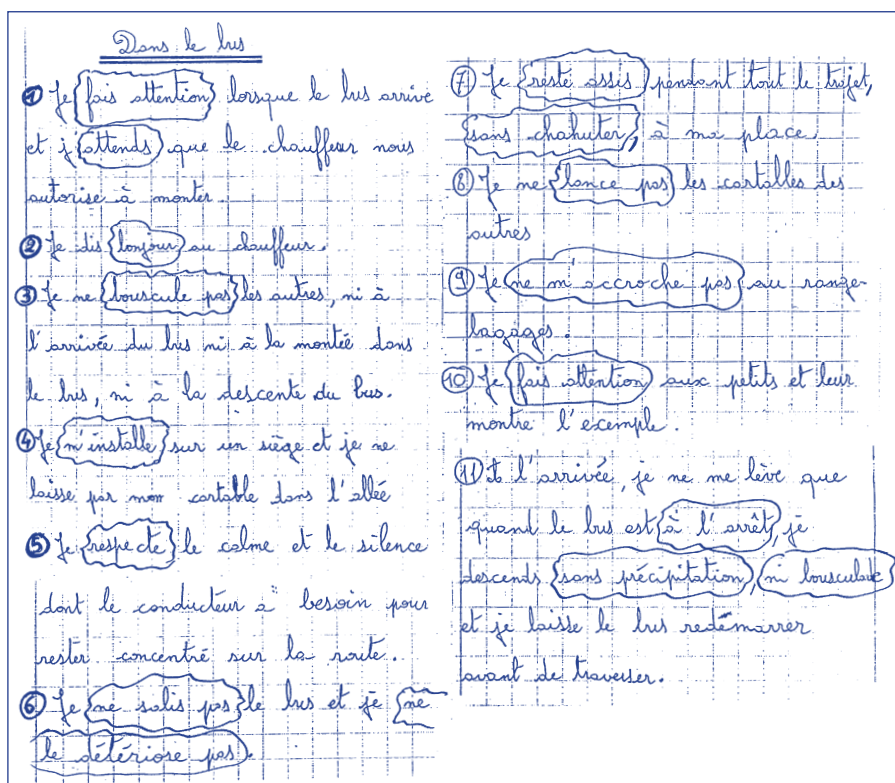 Dans le bus
1 Je fais attention lorsque le bus arrive
et j'attends que le chauffeur nous
autorise à monter.
2 Je dis bonjour au chauffeur.
3 Je ne bouscule pas les autres, ni à
l'arrivée du bus ni à la montée dans
le bus, ni à la descente du bus.
4 Je m'installe sur un siège et je ne
laisse pas mon cartable dans l'allée
5 Je respecte le calme et le silence
dont le conducteur a besoin pour
rester concentré sur la route.
6 Je ne salis pas le bus et je ne
le détériore pas.
7 Je reste assis pendant tout le trajet,
sans chahuter, à ma place.
8 Je ne lance pas les cartables des
autres
9 Je ne m'accroche pas au range-
bagages.
10 Je fais attention aux petits et leur
montre l'exemple.
11 A l'arrivée, je ne me lève que
quand le bus est à l'arrêt, je
descends sans précipitation, ni bousculade
et je laisse le bus redémarrer
avant de traverser.